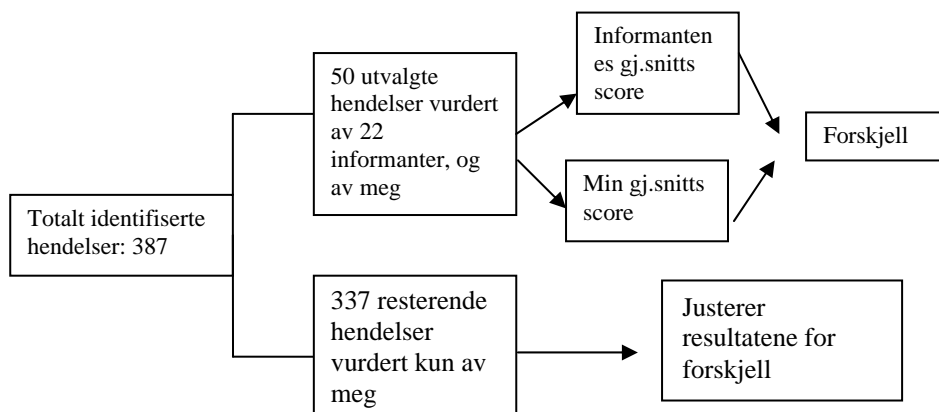 Totalt identifiserte
hendelser: 387
50 utvalgte
hendelser vurdert
av 22
informanter, og
av meg
Informanten
es gj.snitts
score
Min gj.snitts
score
Forskjell
337 resterende
hendelser
vurdert kun av
meg
Justerer
resultatene for
forskjell